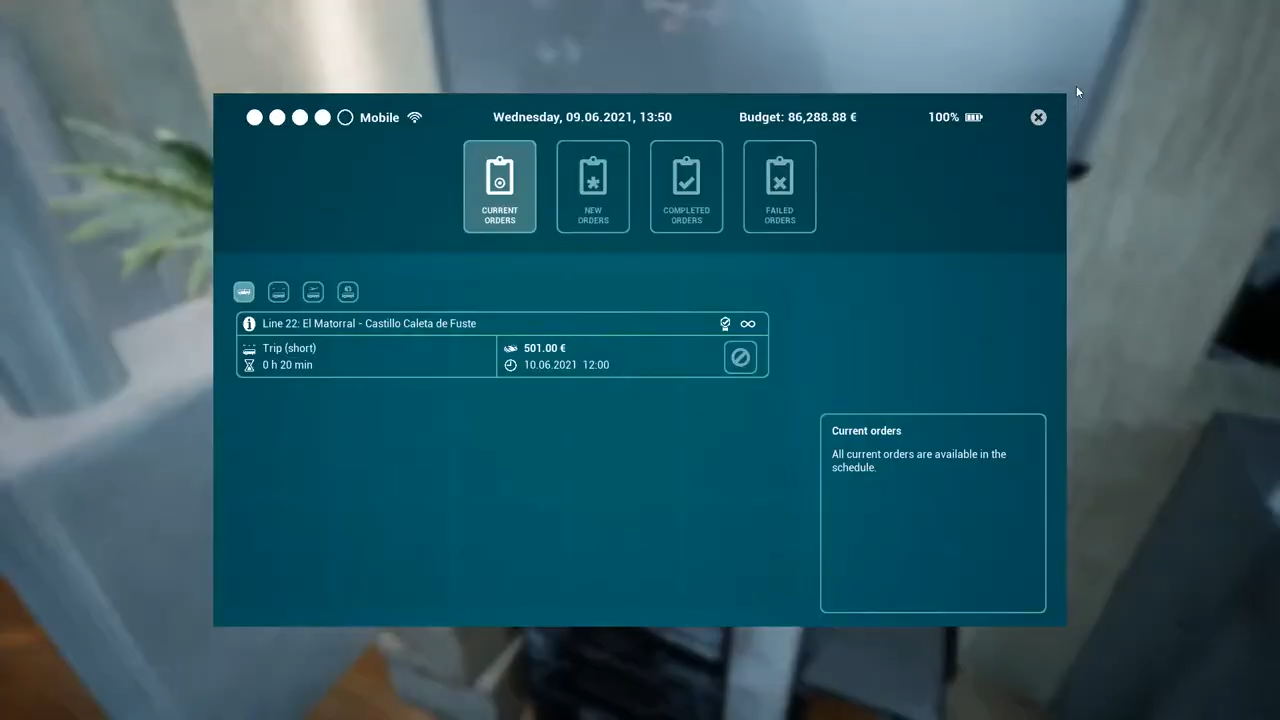 Mobile
Wednesday, 09.06.2021, 13:50
Budget: 86,288.88 €
100%
CURRENT
ORDERS
NEW
ORDERS
COMPLETED
ORDERS
FAILED
ORDERS
Line 22: El Matorral - Castillo Caleta de Fuste
Trip (short)
0 h 20 min
501.00 €
10.06.2021 12:00
Current orders
All current orders are available in the
schedule.